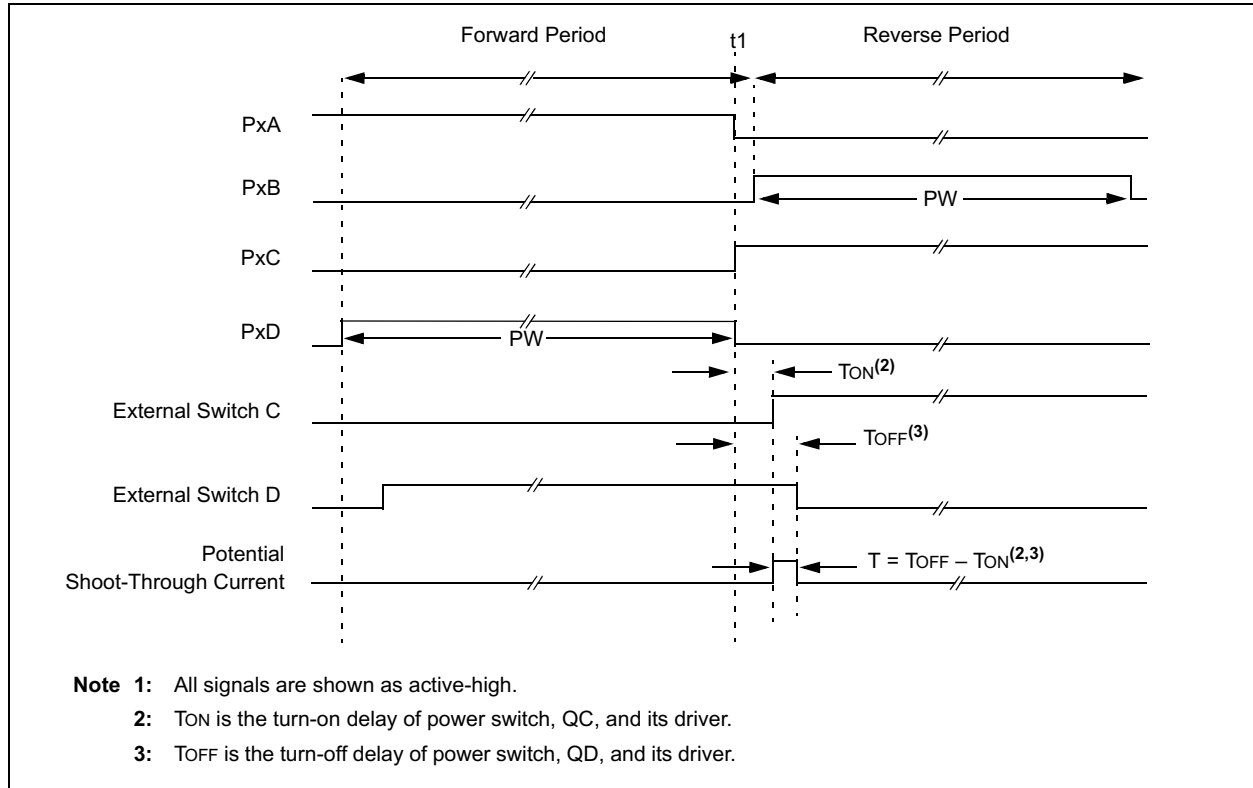 Forward Period
t1
Reverse Period
PxA
PxB
PW
PxC
PxD
PW
TON(2)
External Switch C
TOFF(3)
External Switch D
Potential
Shoot-Through Current
T = TOFF – TON(2,3)
Note 1: All signals are shown as active-high.
2: TON is the turn-on delay of power switch, QC, and its driver.
3: TOFF is the turn-off delay of power switch, QD, and its driver.